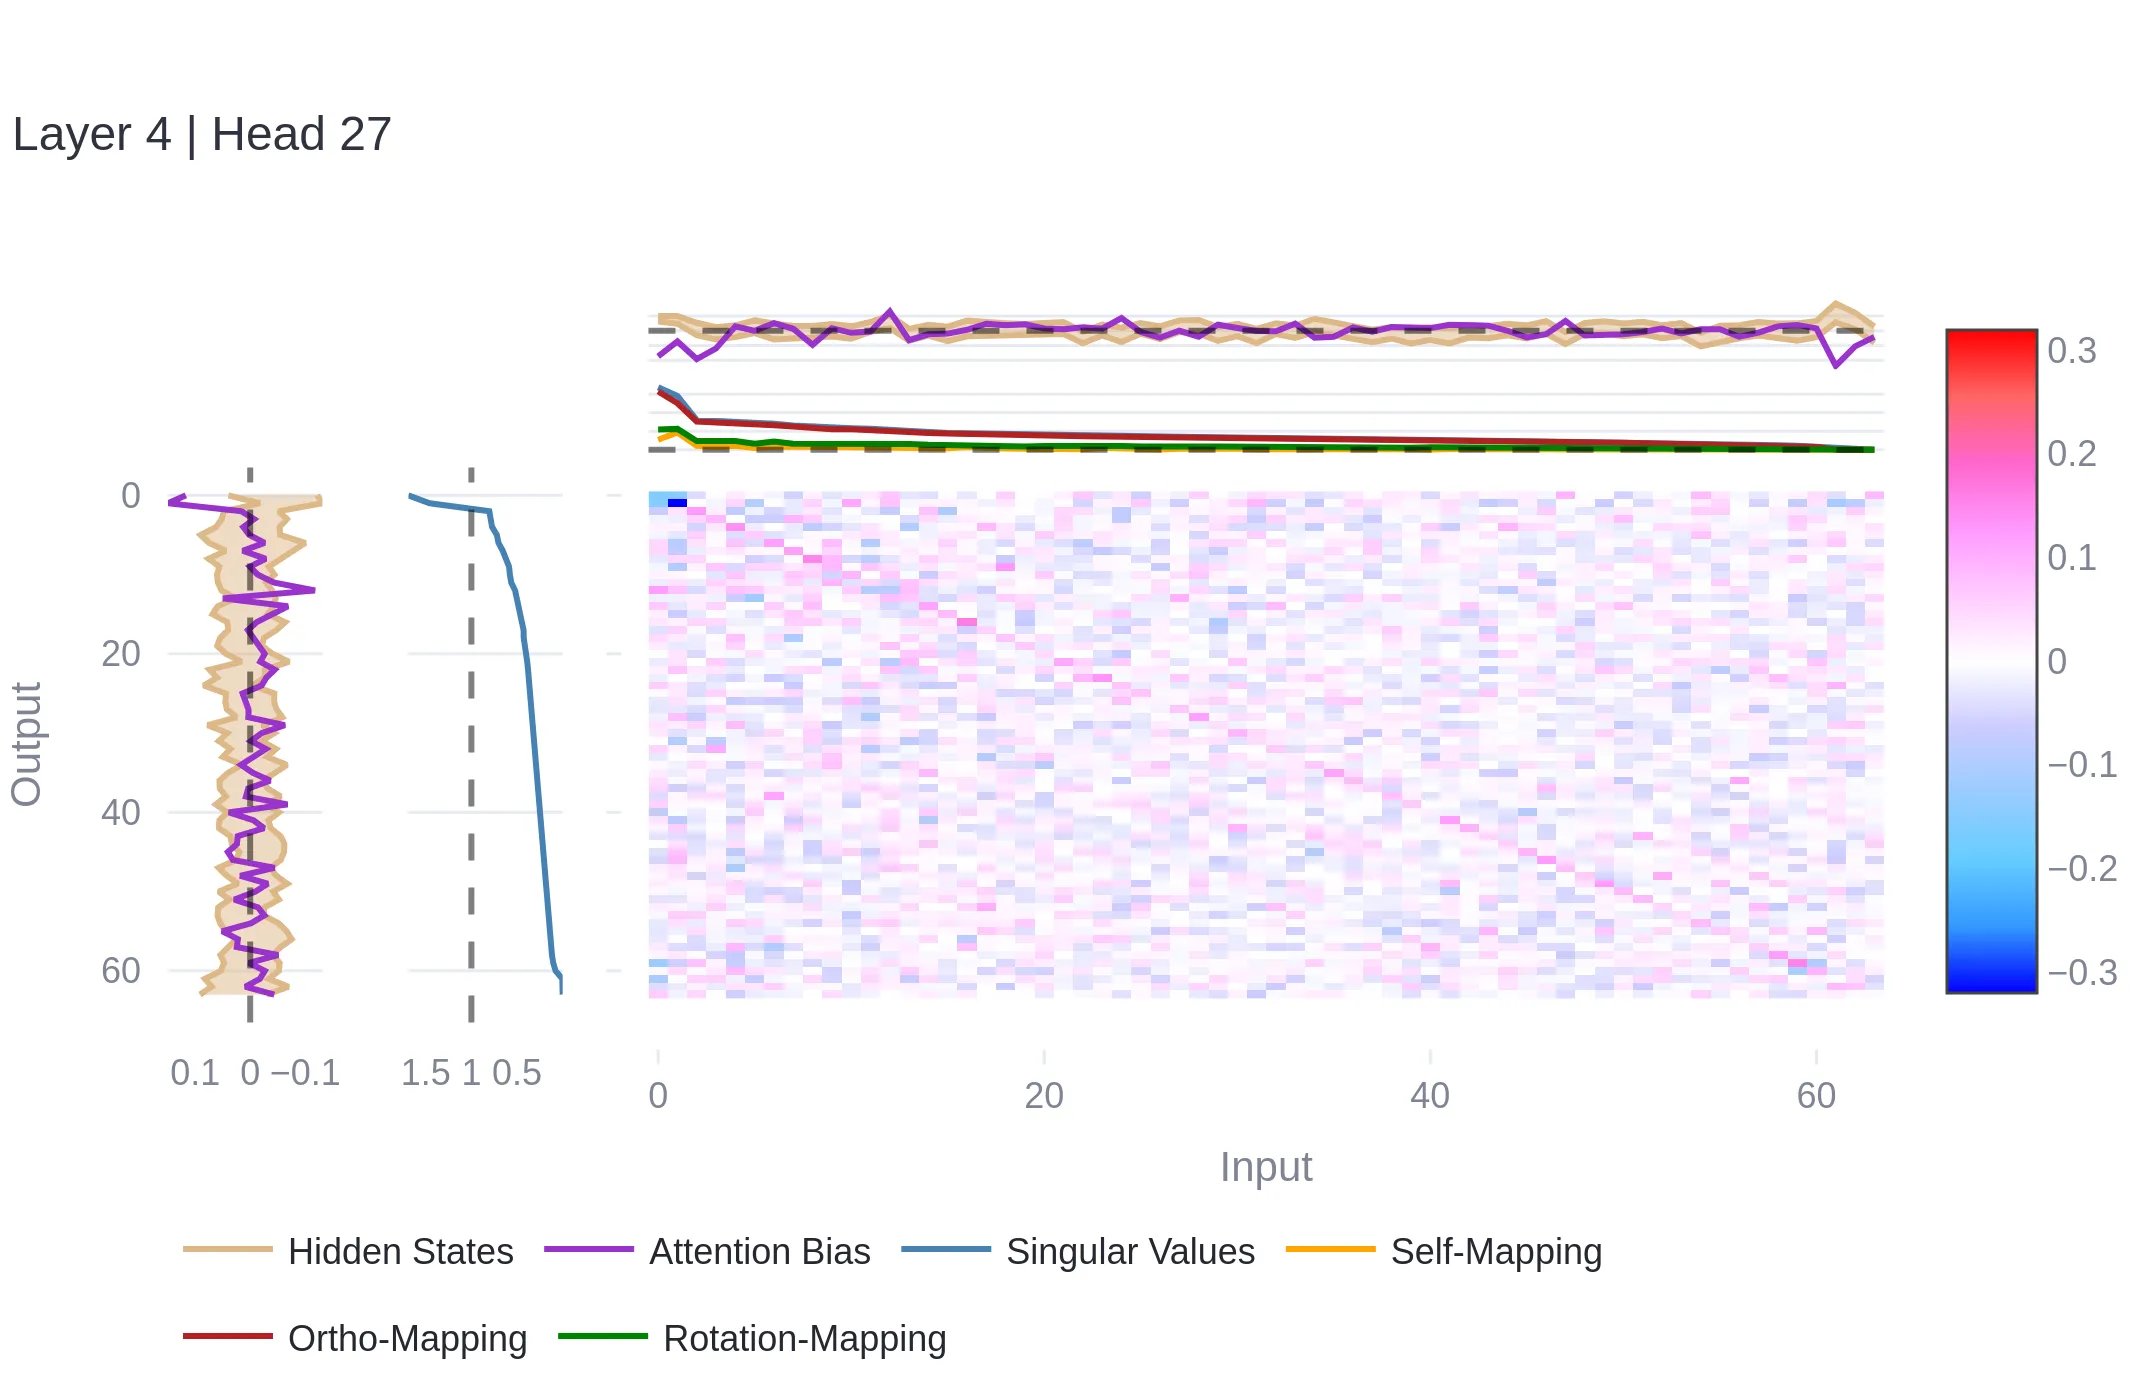 Layer 4 | Head 27
0
20
40
60
Output
0.1 0 −0.1
1.5 1 0.5
0 20 40 60
Input
0.3
0.2
0.1
0
−0.1
−0.2
−0.3
Hidden States Attention Bias Singular Values Self-Mapping
Ortho-Mapping Rotation-Mapping